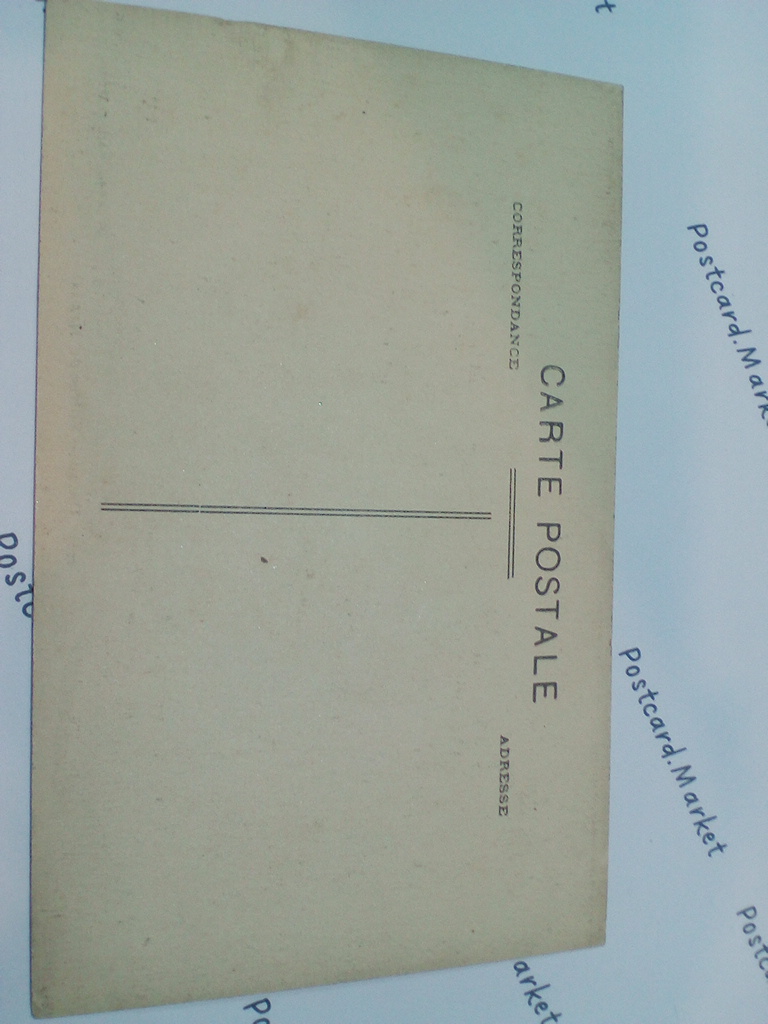 CARTE POSTALE
CORRESPONDANCE
ADRESSE
Postcard.Market
Postcard.Market